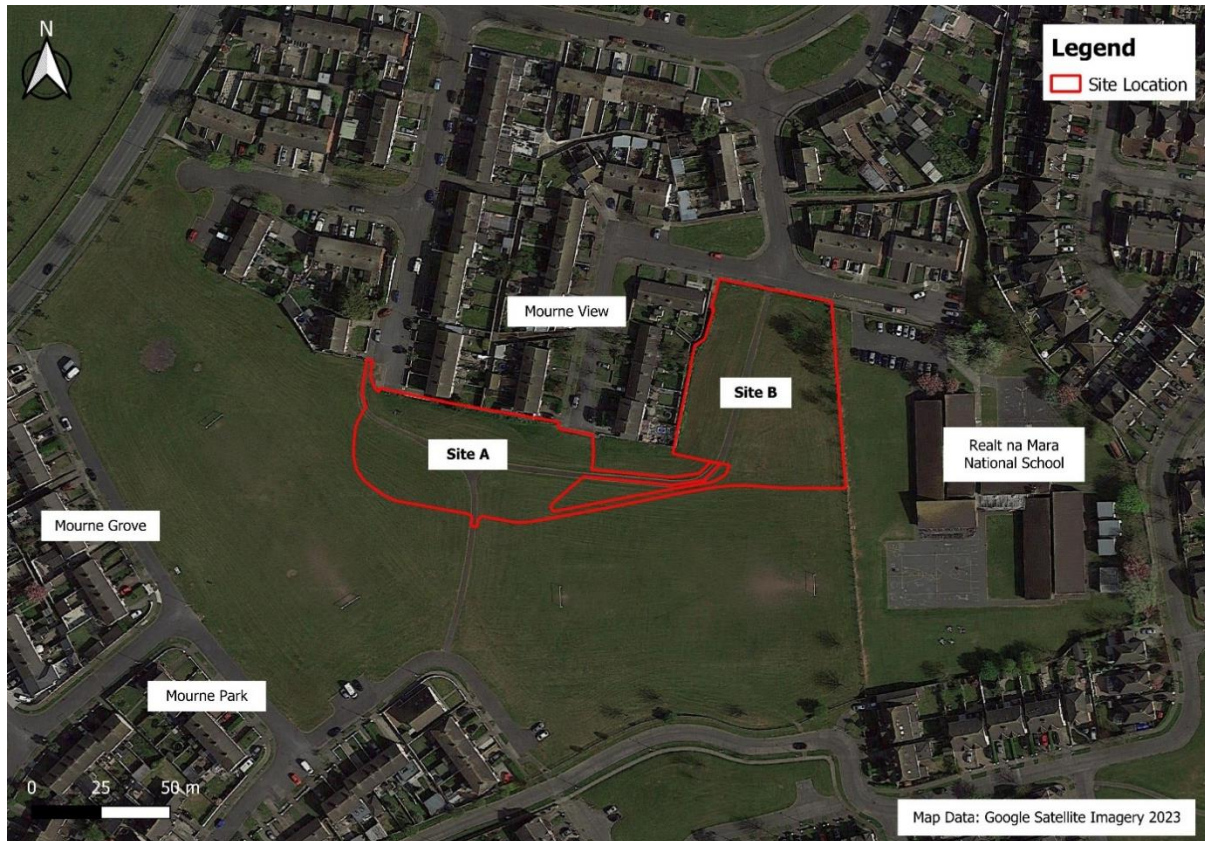 N
Legend
Site Location
Mourne View
Site B
Site A
Realt na Mara
National School
Mourne Grove
Mourne Park
0 25 50 m
Map Data: Google Satellite Imagery 2023